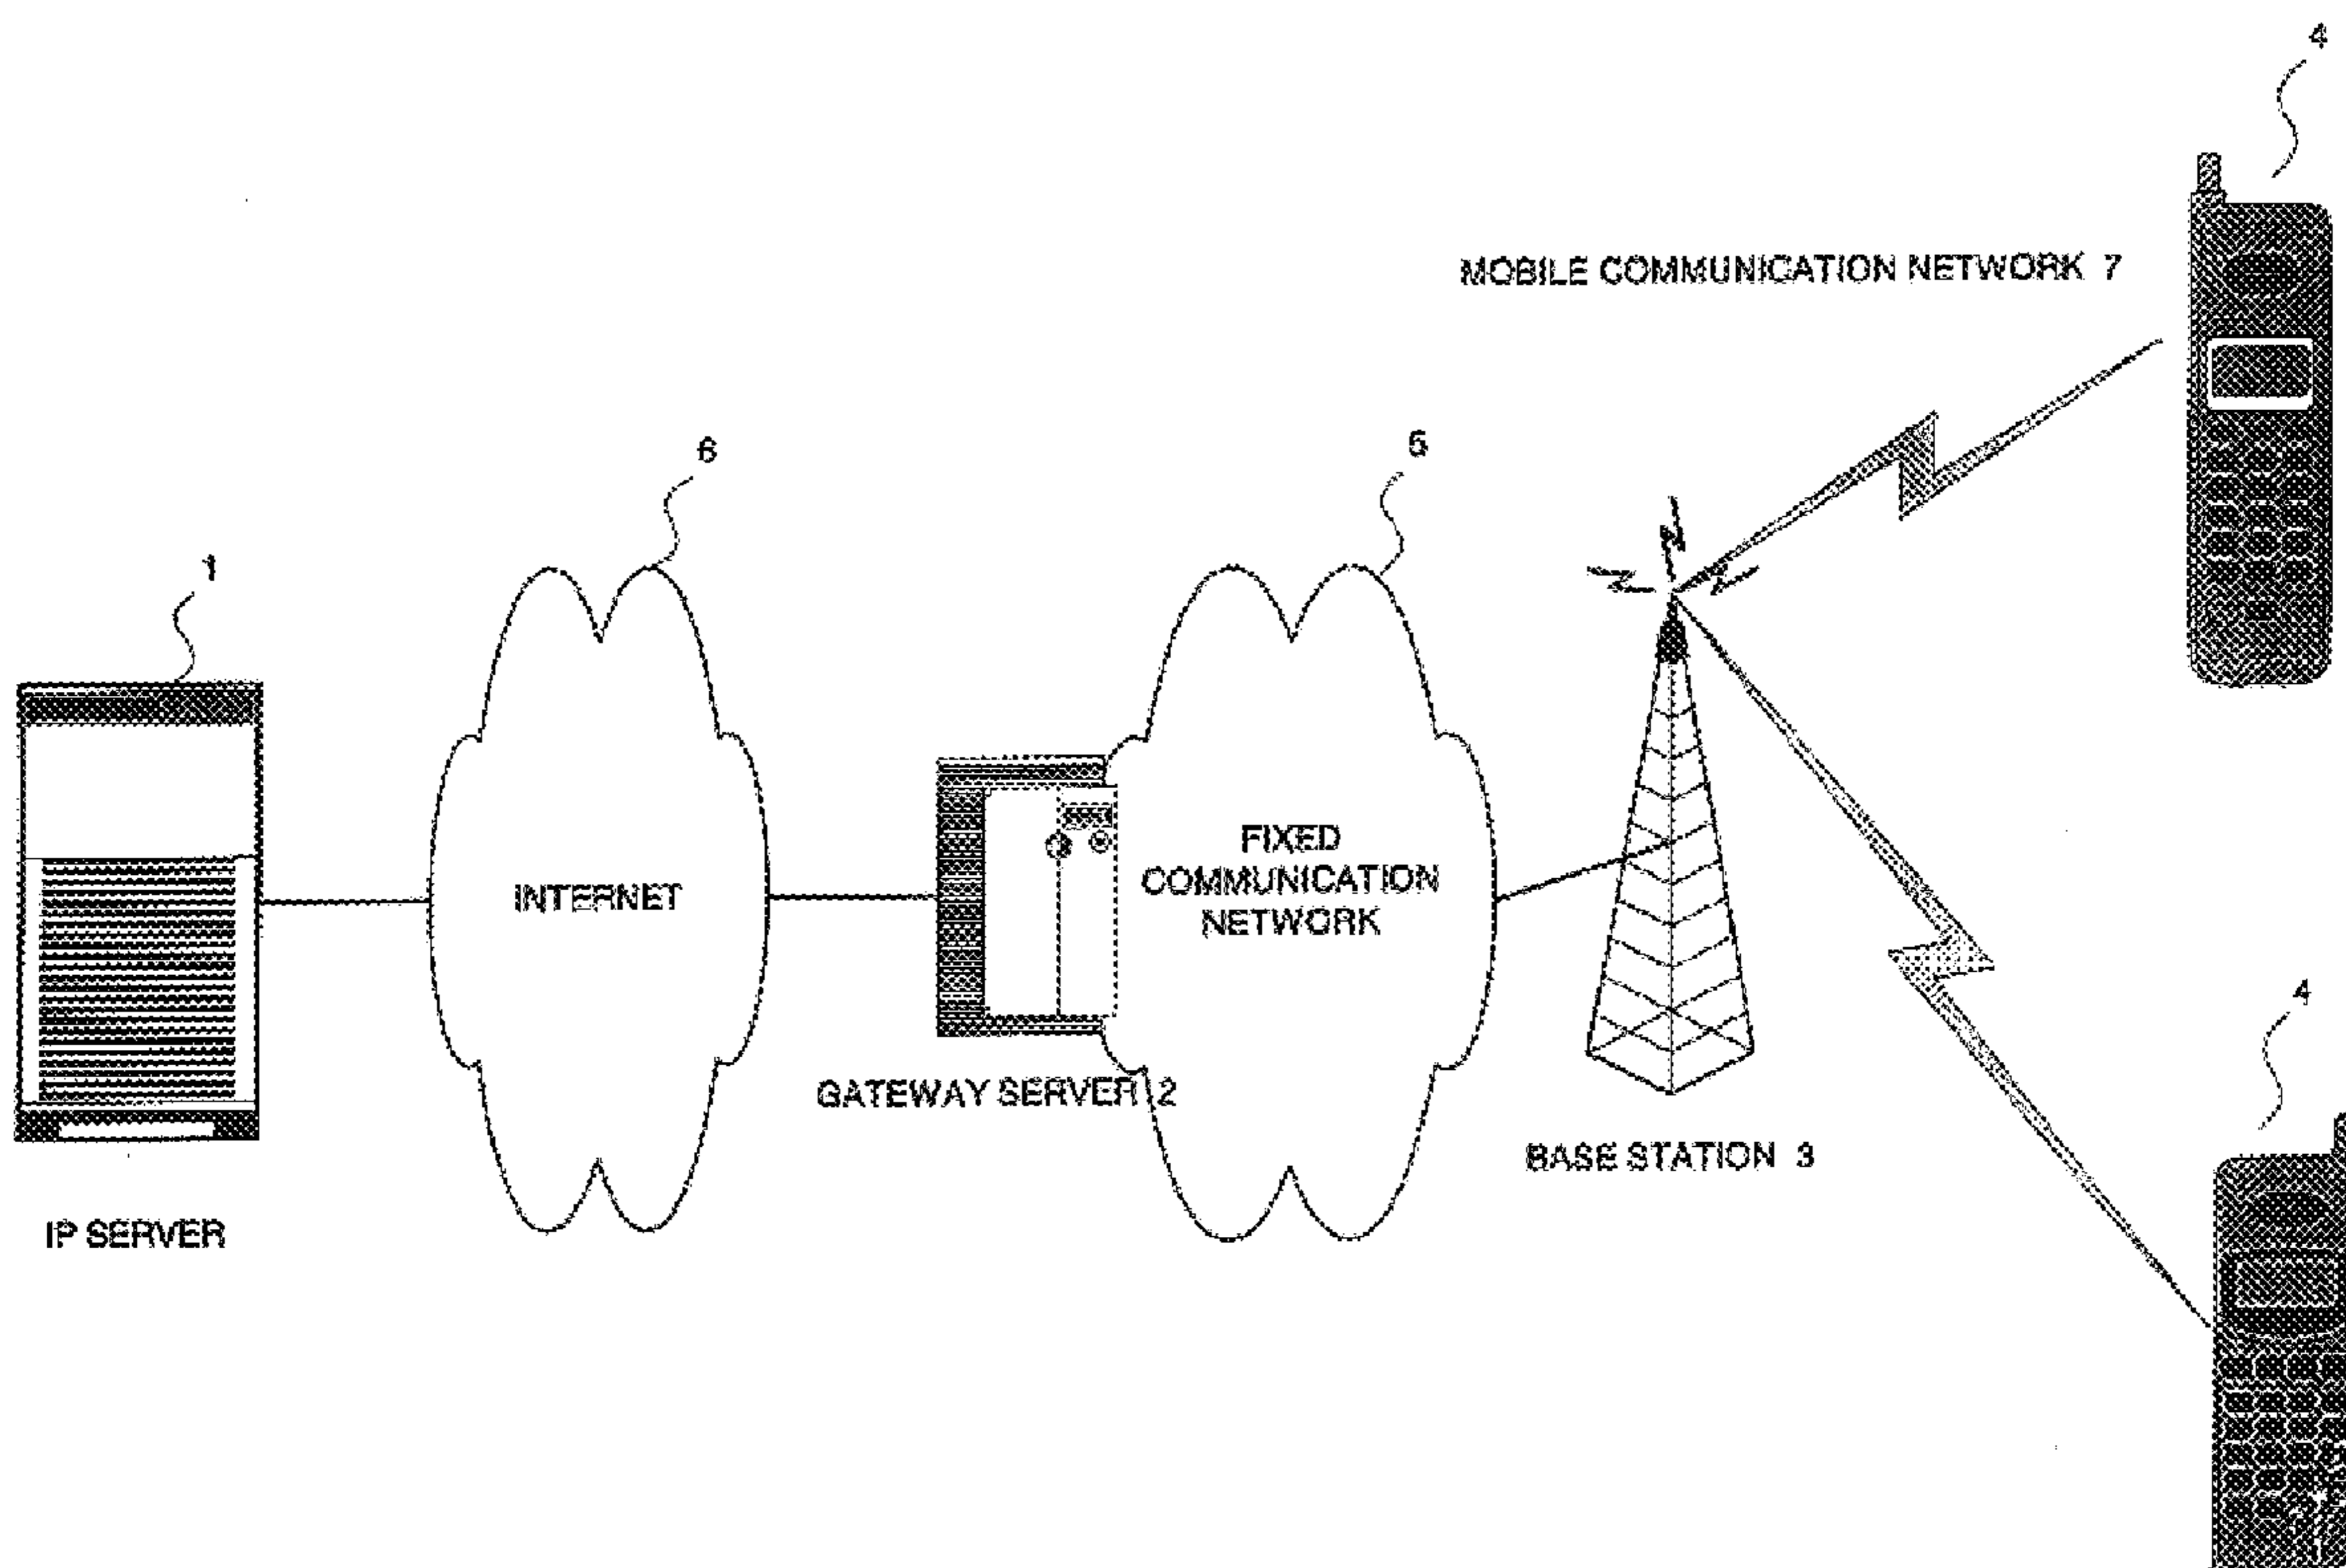 4
MOBILE COMMUNICATION NETWORK 7
6
5
1
FIXED
COMMUNICATION
NETWORK
INTERNET
4
GATEWAY SERVER 2
BASE STATION 3
IP SERVER